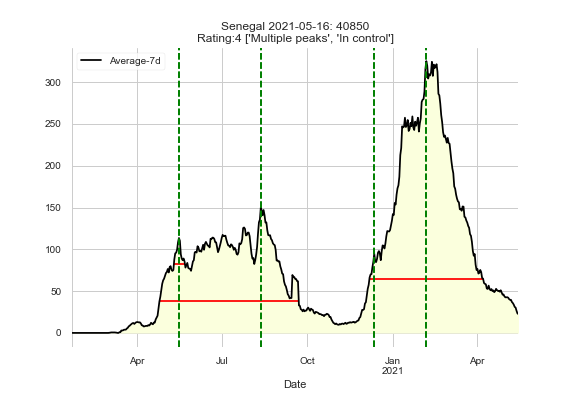 Senegal 2021-05-16: 40850
Rating:4 ['Multiple peaks', 'In control']
Average-7d
300
250
200
150
100
50
0
Apr
Jul
Oct
Jan
2021
Apr
Date